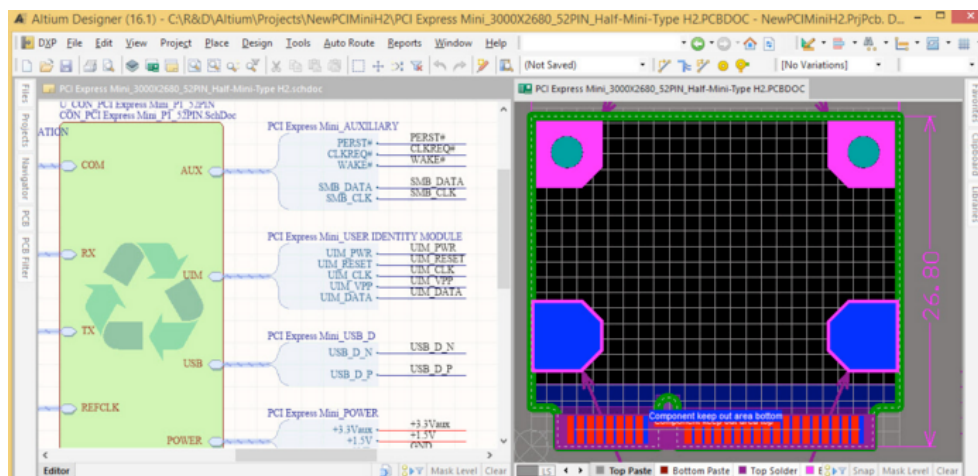 Altium Designer (16.1) - C:\R&D\Altium\Projects\NewPCIMiniH2\PCI Express Mini_3000X2680_52PIN_Half-Mini-Type H2.PCBDOC - NewPCIMiniH2.PrjPcb. D...
DXP File Edit View Project Place Design Tools Auto Route Reports Window Help
(Not Saved) [No Variations]
PCI Express Mini_3000X2680_52PIN_Half-Mini-Type H2.schdoc
PCI Express Mini_3000X2680_52PIN_Half-Mini-Type H2.PCBDOC
Files
Projects
Navigator
PCB
PCB Filter
U_CON_PCI Express Mini_P1_52PIN
CON_PCI Express Mini_P1_52PIN.SchDoc
ATION
COM
RX
TX
REFCLK
AUX
UIM
USB
POWER
PCI Express Mini_AUXILIARY
PERST# PERST#
CLKREQ# CLKREQ#
WAKE# WAKE#
SMB_DATA SMB_DATA
SMB_CLK SMB_CLK
PCI Express Mini_USER IDENTITY MODULE
UIM_PWR UIM_PWR
UIM_RESET UIM_RESET
UIM_CLK UIM_CLK
UIM_VPP UIM_VPP
UIM_DATA UIM_DATA
PCI Express Mini_USB_D
USB_D_N USB_D_N
USB_D_P USB_D_P
PCI Express Mini_POWER
+3.3Vaux +3.3Vaux
+1.5V +1.5V
GND
26.80
Component keep out area bottom
Favorites
Clipboard
Libraries
Editor
Mask Level Clear
LS Top Paste Bottom Paste Top Solder Snap Mask Level Clear